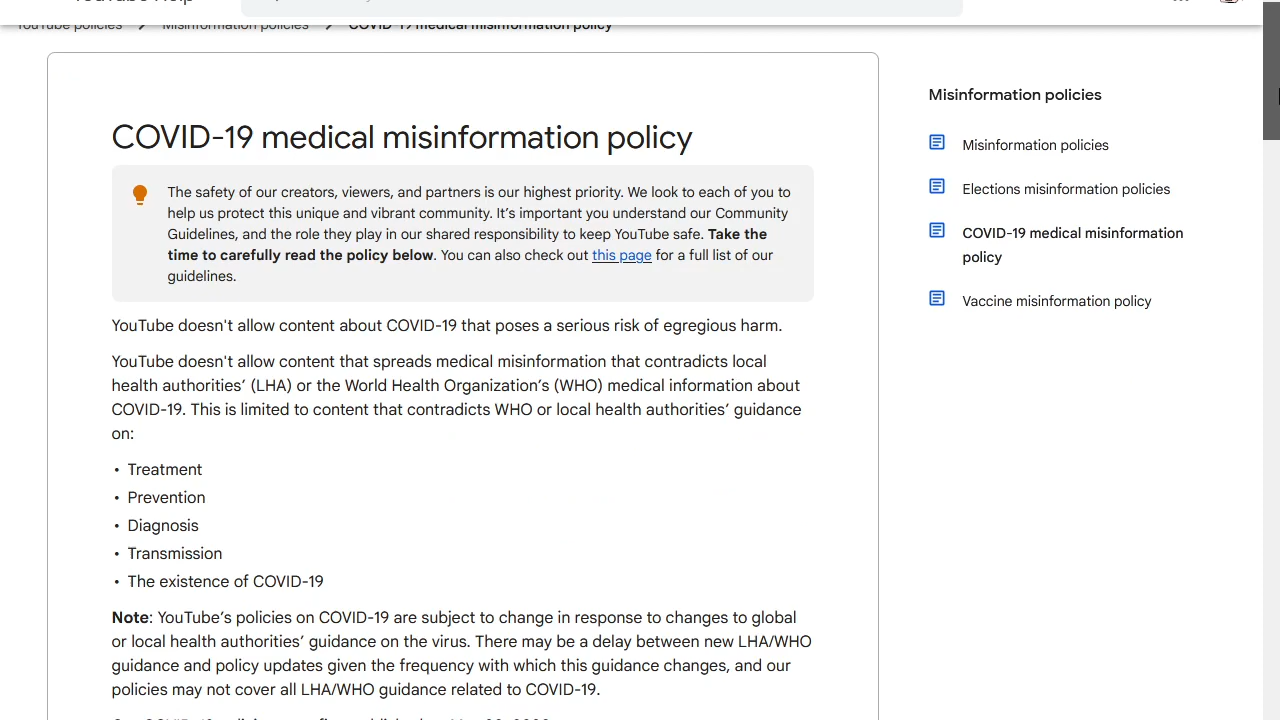 YouTube Help
YouTube policies
Misinformation policies
COVID-19 medical misinformation policy
COVID-19 medical misinformation policy
The safety of our creators, viewers, and partners is our highest priority. We look to each of you to
help us protect this unique and vibrant community. It’s important you understand our Community
Guidelines, and the role they play in our shared responsibility to keep YouTube safe. Take the
time to carefully read the policy below. You can also check out this page for a full list of our
guidelines.
YouTube doesn't allow content about COVID-19 that poses a serious risk of egregious harm.
YouTube doesn't allow content that spreads medical misinformation that contradicts local
health authorities’ (LHA) or the World Health Organization’s (WHO) medical information about
COVID-19. This is limited to content that contradicts WHO or local health authorities’ guidance
on:
• Treatment
• Prevention
• Diagnosis
• Transmission
• The existence of COVID-19
Note: YouTube’s policies on COVID-19 are subject to change in response to changes to global
or local health authorities’ guidance on the virus. There may be a delay between new LHA/WHO
guidance and policy updates given the frequency with which this guidance changes, and our
policies may not cover all LHA/WHO guidance related to COVID-19.
Misinformation policies
Misinformation policies
Elections misinformation policies
COVID-19 medical misinformation
policy
Vaccine misinformation policy